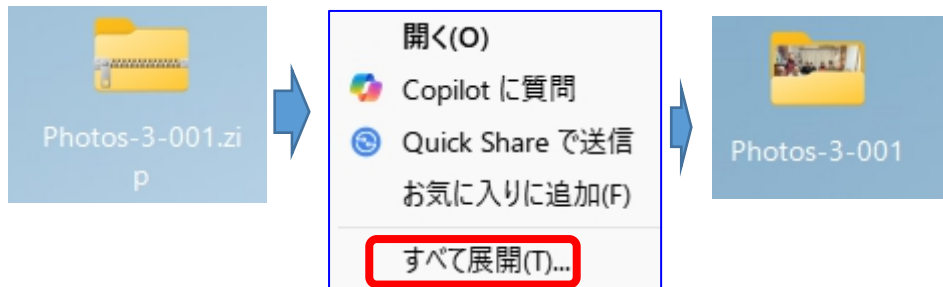 Photos-3-001.zi
p
開く(O)
Copilot に質問
Quick Share で送信
お気に入りに追加(F)
すべて展開(T)...
Photos-3-001